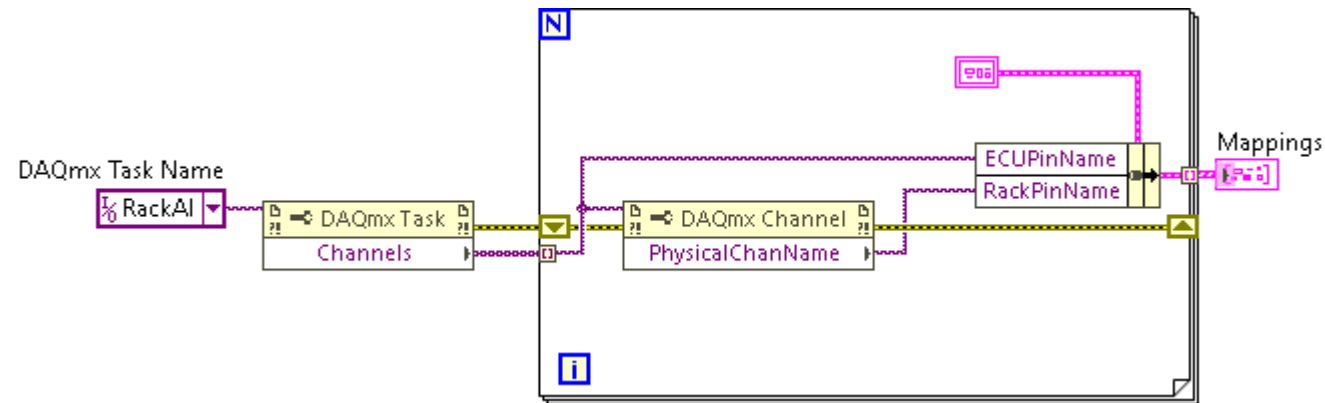 N
ECUPinName
RackPinName
Mappings
DAQmx Task Name
I/O RackAI
DAQmx Task
Channels
DAQmx Channel
PhysicalChanName
i